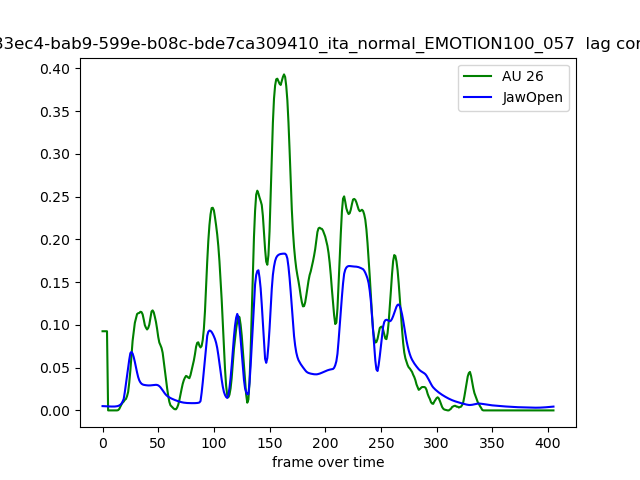 33ec4-bab9-599e-b08c-bde7ca309410_ita_normal_EMOTION100_057 lag cor
AU 26
JawOpen
0.40
0.35
0.30
0.25
0.20
0.15
0.10
0.05
0.00
0 50 100 150 200 250 300 350 400
frame over time